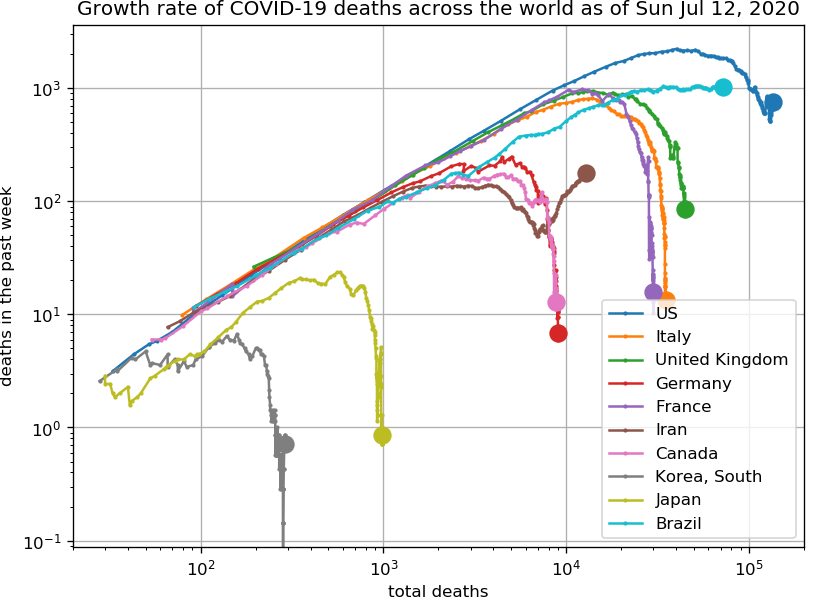 Growth rate of COVID-19 deaths across the world as of Sun Jul 12, 2020
deaths in the past week
10³
10²
10¹
10⁰
10⁻¹
US
Italy
United Kingdom
Germany
France
Iran
Canada
Korea, South
Japan
Brazil
10² 10³ 10⁴ 10⁵
total deaths